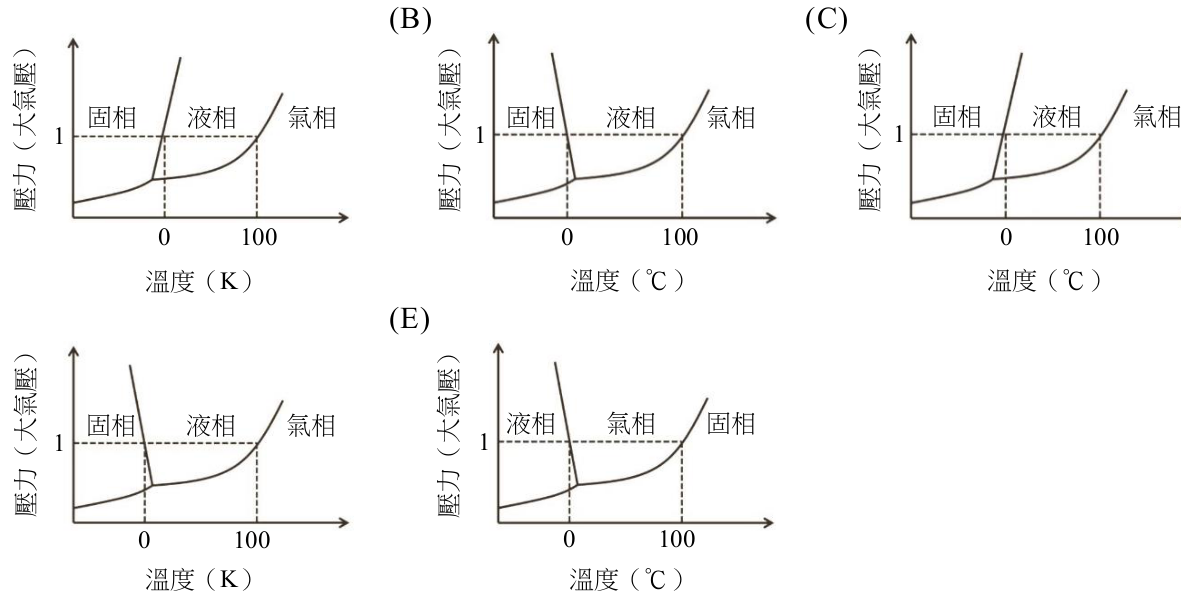 (B)
(C)
壓力（大氣壓）
固相 液相 氣相
1
0 100
溫度（K）
壓力（大氣壓）
固相 液相 氣相
1
0 100
溫度（℃）
壓力（大氣壓）
固相 液相 氣相
1
0 100
溫度（℃）
(E)
壓力（大氣壓）
固相 液相 氣相
1
0 100
溫度（K）
壓力（大氣壓）
液相 氣相 固相
1
0 100
溫度（℃）